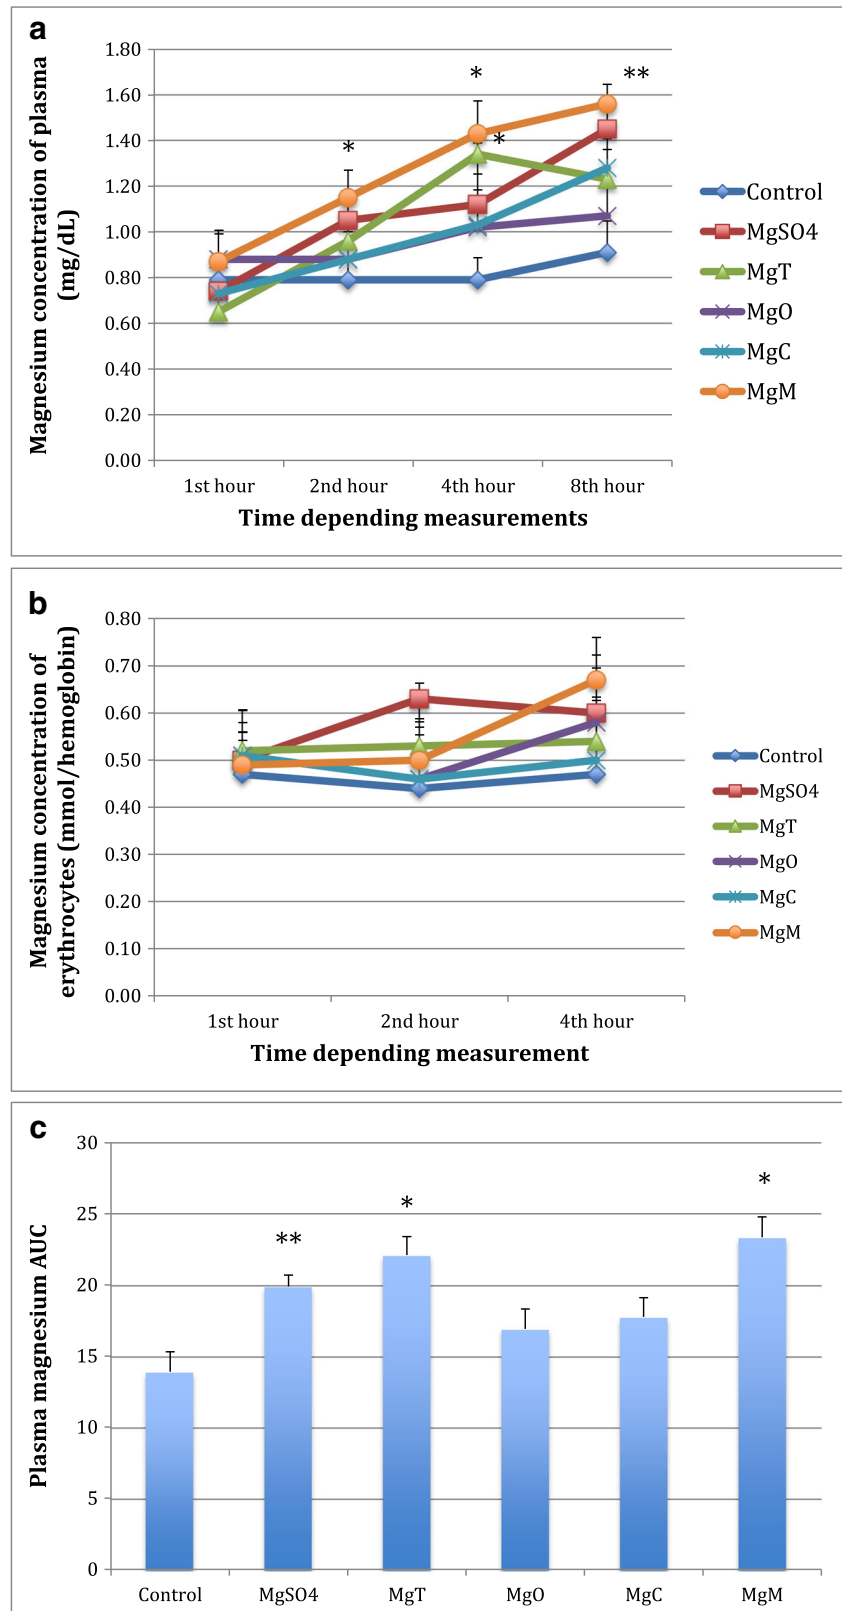 a
Magnesium concentration of plasma
(mg/dL)
1.80
1.60
1.40
1.20
1.00
0.80
0.60
0.40
0.20
0.00
*
*
*
**
1st hour 2nd hour 4th hour 8th hour
Time depending measurements
Control
MgSO4
MgT
MgO
MgC
MgM
b
Magnesium concentration of
erythrocytes (mmol/hemoglobin)
0.80
0.70
0.60
0.50
0.40
0.30
0.20
0.10
0.00
1st hour 2nd hour 4th hour
Time depending measurement
Control
MgSO4
MgT
MgO
MgC
MgM
c
Plasma magnesium AUC
30
25
20
15
10
5
0
**
*
*
Control MgSO4 MgT MgO MgC MgM